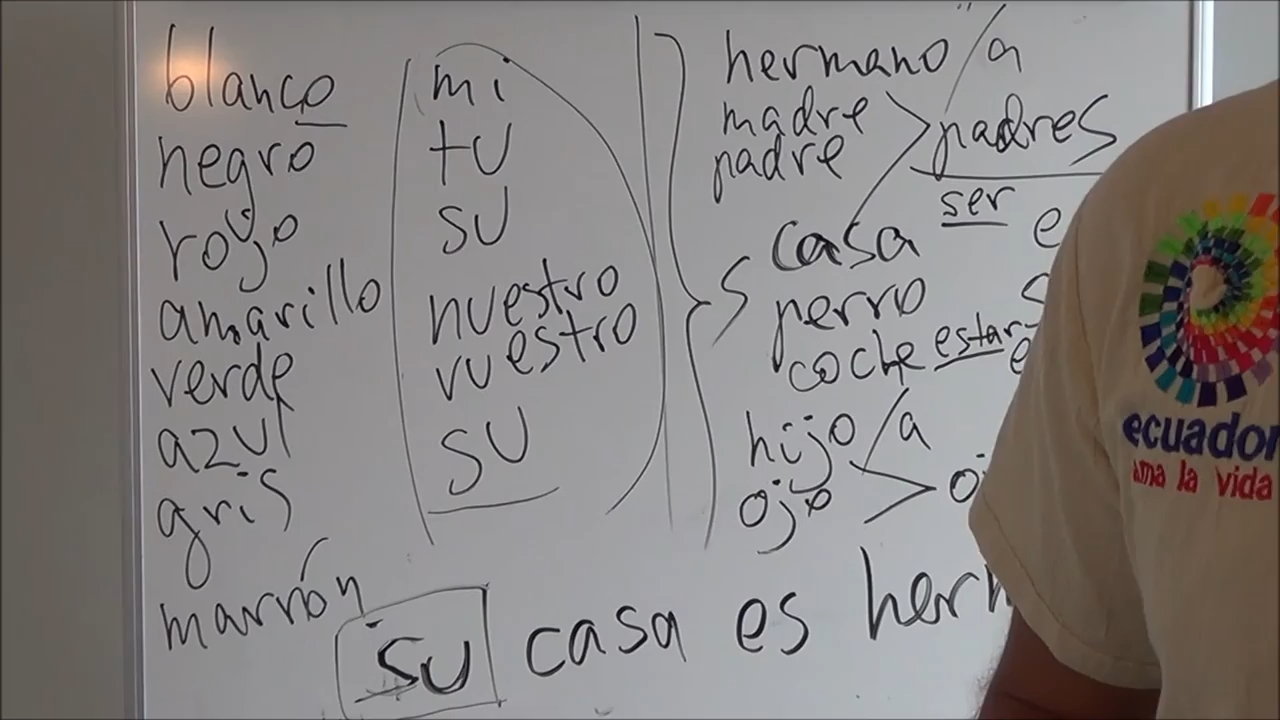 blanco
negro
rojo
amarillo
verde
azul
gris
marrón
mi
tu
su
nuestro
vuestro
su
hermano/a
madre
padre
padres
ser
casa
perro
coche estar
hijo/a
ojo
su casa es
ecuador
ama la vida